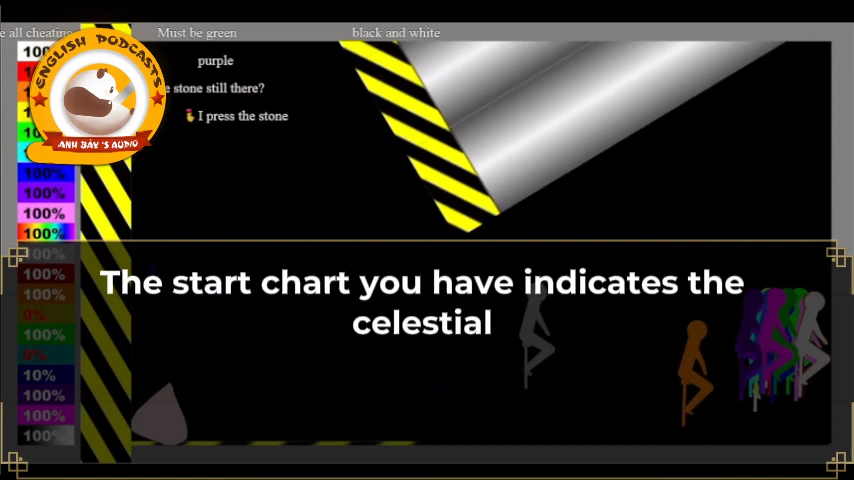 e all cheating
Must be green
black and white
purple
e stone still there?
I press the stone
ENGLISH PODCASTS
ANH BẢY 'S AUDIO
100%
100%
100%
100%
100%
100%
100%
100%
100%
0%
100%
0%
10%
100%
100%
100%
The start chart you have indicates the
celestial